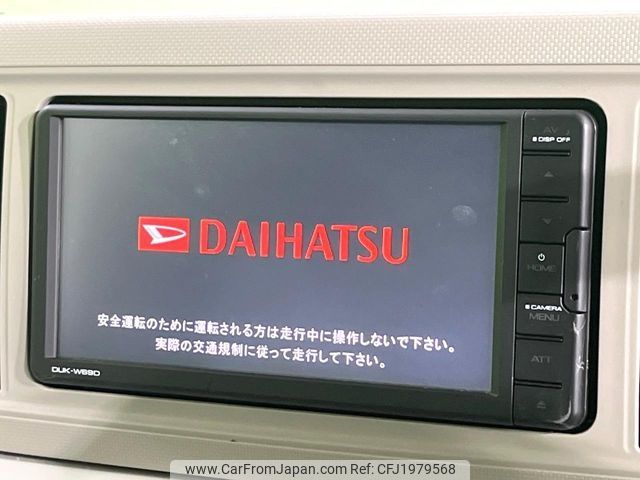 AV
DISP OFF
DAIHATSU
HOME
CAMERA
MENU
安全運転のために運転される方は走行中に操作しないで下さい。
実際の交通規制に従って走行して下さい。
ATT
DUK-W69D
www.CarFromJapan.com - CFJ1979568